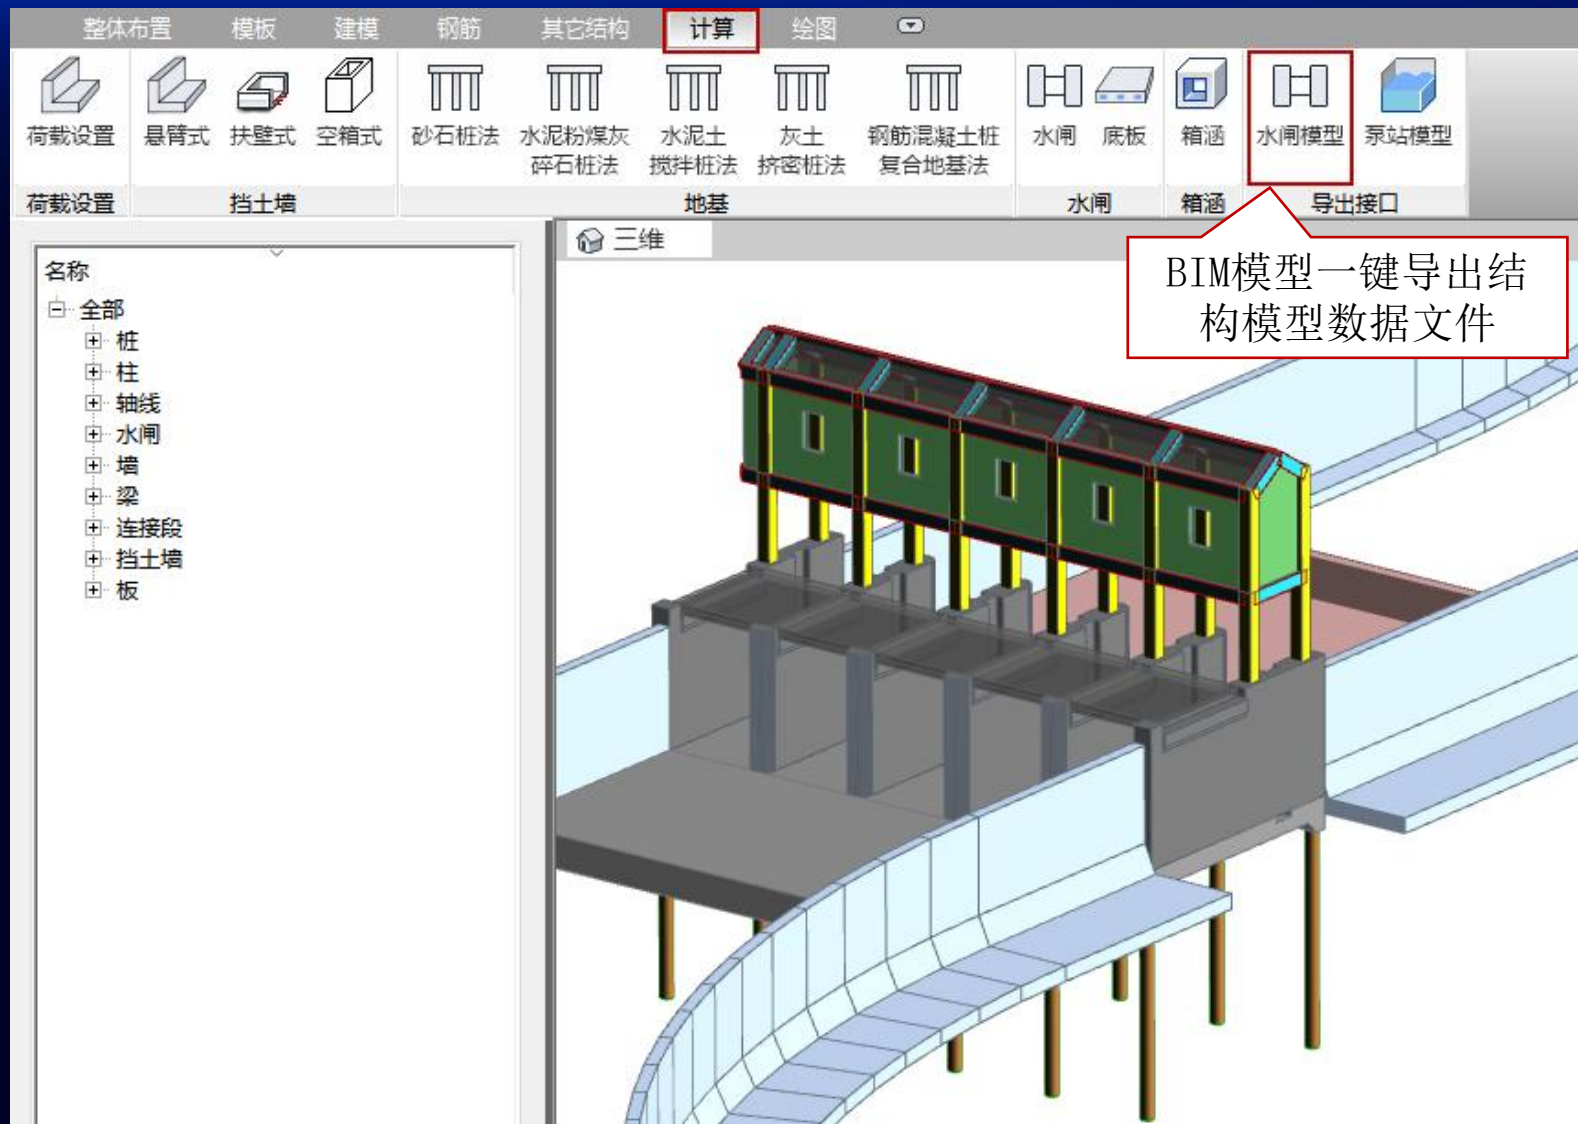 整体布置 模板 建模 钢筋 其它结构 计算 绘图
荷载设置 悬臂式 扶壁式 空箱式 砂石桩法 水泥粉煤灰 水泥土 灰土 钢筋混凝土桩 水闸 底板 箱涵 水闸模型 泵站模型
碎石桩法 搅拌桩法 挤密桩法 复合地基法
荷载设置 挡土墙 地基 水闸 箱涵 导出接口
三维
BIM模型一键导出结
构模型数据文件
名称
全部
桩
柱
轴线
水闸
墙
梁
连接段
挡土墙
板